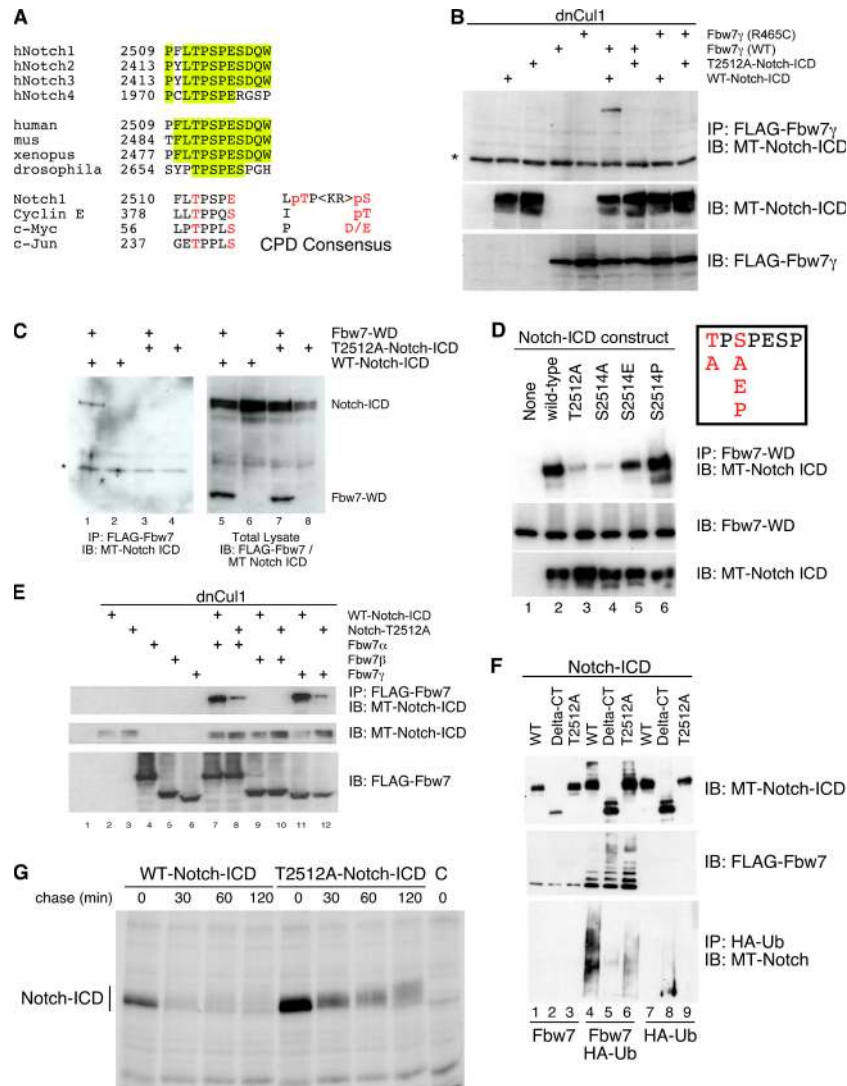 A
hNotch1 2509 PFLTPSPESDQW
hNotch2 2413 PYLTPSPESDQW
hNotch3 2413 PYLTPSPESDQW
hNotch4 1970 PCLTPSPERGSP
human 2509 PFLTPSPESDQW
mus 2484 TFLTPSPESDQW
xenopus 2477 PFLTPSPESDQW
drosophila 2654 SYPTPSPESPGH
Notch1 2510 FLTPSPE LpTP<KR>pS
Cyclin E 378 LLTPPQS I pT
c-Myc 56 LPTPPLS P D/E
c-Jun 237 GETPPLS CPD Consensus
B
dnCul1
+ + + Fbw7γ (R465C)
+ + + Fbw7γ (WT)
+ + + T2512A-Notch-ICD
+ + + WT-Notch-ICD
IP: FLAG-Fbw7γ
IB: MT-Notch-ICD
*
IB: MT-Notch-ICD
IB: FLAG-Fbw7γ
C
+ + + + Fbw7-WD
+ + + + T2512A-Notch-ICD
+ + + + WT-Notch-ICD
Notch-ICD
*
Fbw7-WD
1 2 3 4 5 6 7 8
IP: FLAG-Fbw7
IB: MT-Notch ICD
Total Lysate
IB: FLAG-Fbw7 /
MT Notch ICD
D
Notch-ICD construct
None
wild-type
T2512A
S2514A
S2514E
S2514P
TPSPESP
A A
E
P
IP: Fbw7-WD
IB: MT-Notch ICD
IB: Fbw7-WD
IB: MT-Notch ICD
1 2 3 4 5 6
E
dnCul1
+ + + + WT-Notch-ICD
+ + + + Notch-T2512A
+ + + Fbw7α
+ + + Fbw7β
+ + + Fbw7γ
IP: FLAG-Fbw7
IB: MT-Notch-ICD
IB: MT-Notch-ICD
IB: FLAG-Fbw7
1 2 3 4 5 6 7 8 9 10 11 12
F
Notch-ICD
WT
Delta-CT
T2512A
WT
Delta-CT
T2512A
WT
Delta-CT
T2512A
IB: MT-Notch-ICD
IB: FLAG-Fbw7
IP: HA-Ub
IB: MT-Notch
1 2 3 4 5 6 7 8 9
Fbw7 Fbw7 HA-Ub
HA-Ub
G
WT-Notch-ICD T2512A-Notch-ICD C
chase (min) 0 30 60 120 0 30 60 120 0
Notch-ICD